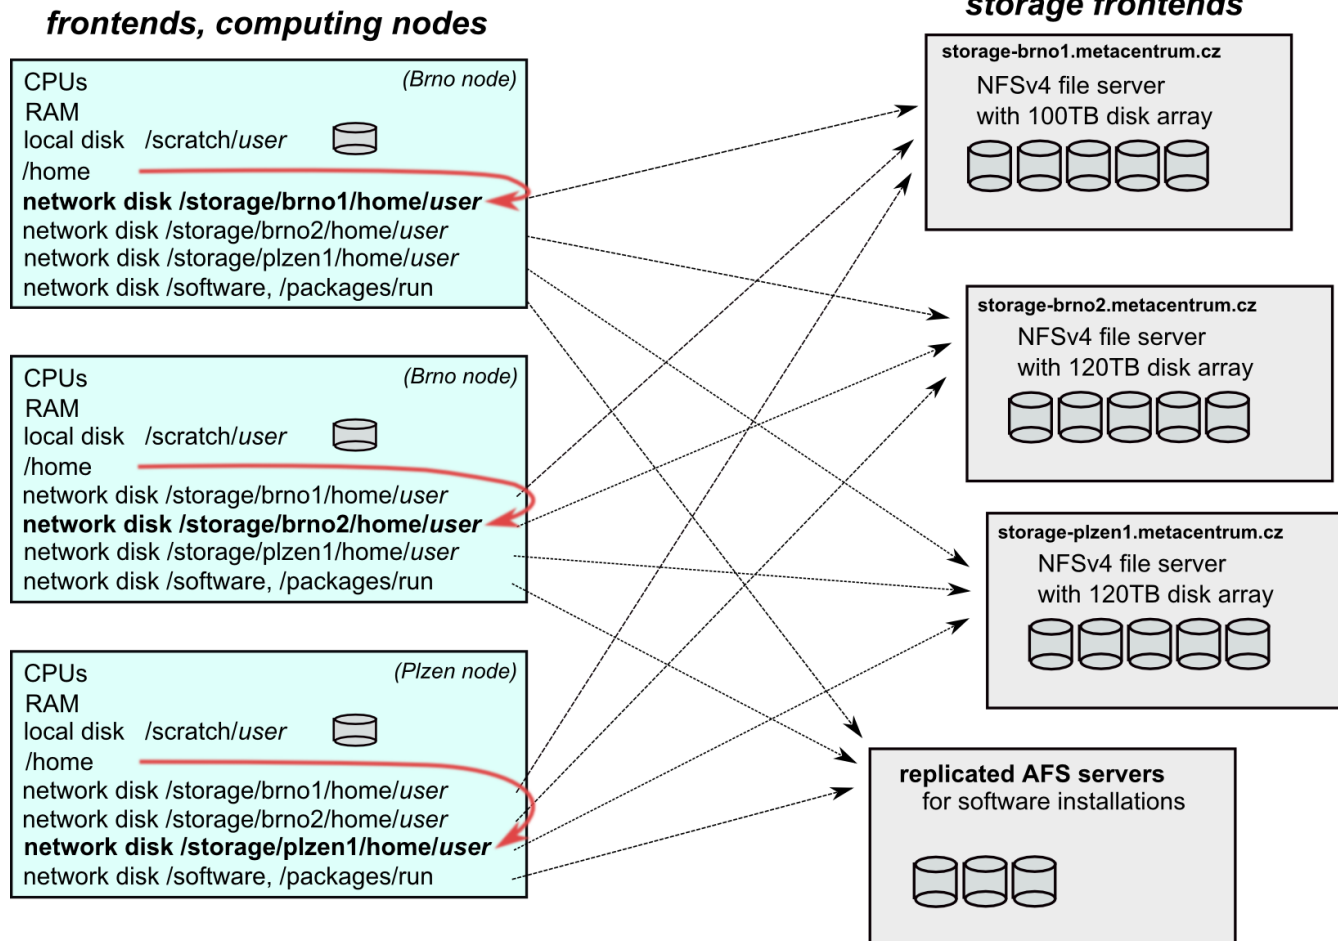 frontends, computing nodes
CPUs (Brno node)
RAM
local disk /scratch/user
/home
network disk /storage/brno1/home/user
network disk /storage/brno2/home/user
network disk /storage/plzen1/home/user
network disk /software, /packages/run
CPUs (Brno node)
RAM
local disk /scratch/user
/home
network disk /storage/brno1/home/user
network disk /storage/brno2/home/user
network disk /storage/plzen1/home/user
network disk /software, /packages/run
CPUs (Plzen node)
RAM
local disk /scratch/user
/home
network disk /storage/brno1/home/user
network disk /storage/brno2/home/user
network disk /storage/plzen1/home/user
network disk /software, /packages/run
storage frontends
storage-brno1.metacentrum.cz
NFSv4 file server
with 100TB disk array
storage-brno2.metacentrum.cz
NFSv4 file server
with 120TB disk array
storage-plzen1.metacentrum.cz
NFSv4 file server
with 120TB disk array
replicated AFS servers
for software installations